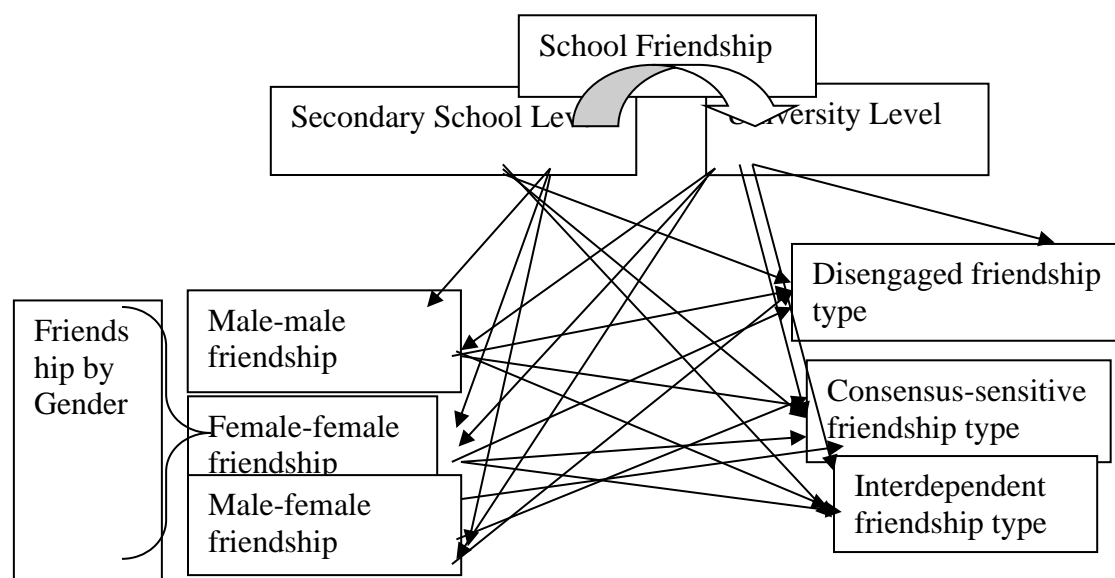 School Friendship
Secondary School Level
University Level
Disengaged friendship
type
Friends
hip by
Gender
Male-male
friendship
Female-female
friendship
Male-female
friendship
Consensus-sensitive
friendship type
Interdependent
friendship type